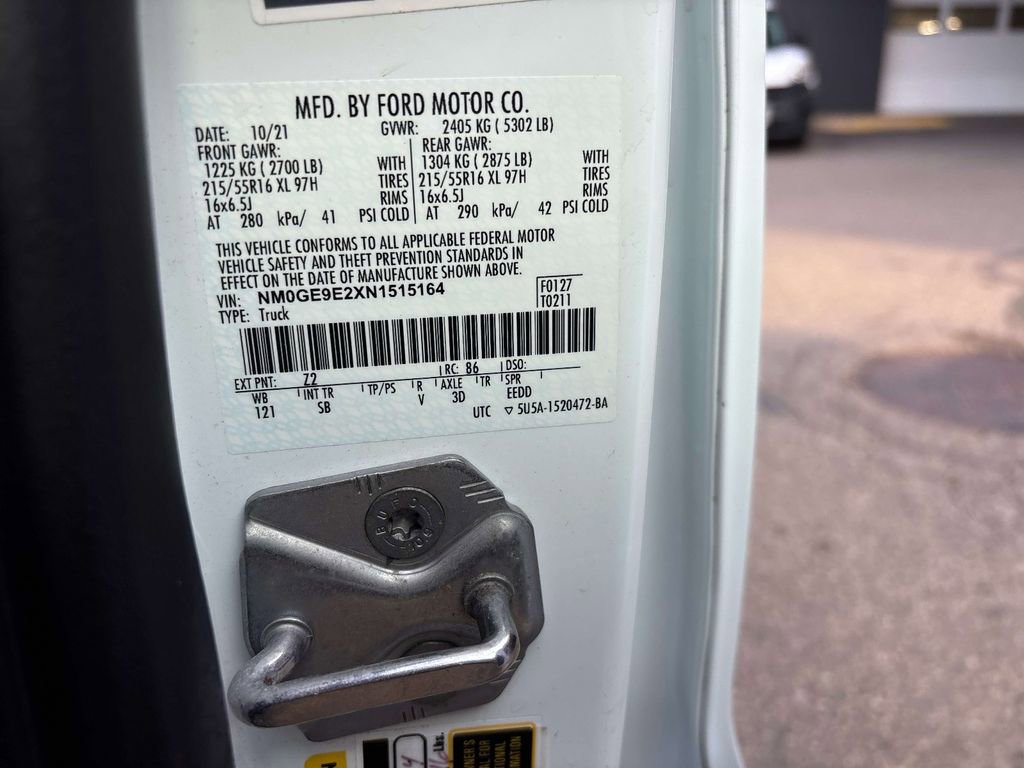 MFD. BY FORD MOTOR CO.
DATE: 10/21 GVWR: 2405 KG ( 5302 LB)
FRONT GAWR: REAR GAWR:
1225 KG ( 2700 LB) WITH 1304 KG ( 2875 LB) WITH
215/55R16 XL 97H TIRES 215/55R16 XL 97H TIRES
16x6.5J RIMS 16x6.5J RIMS
AT 280 kPa/ 41 PSI COLD AT 290 kPa/ 42 PSI COLD
THIS VEHICLE CONFORMS TO ALL APPLICABLE FEDERAL MOTOR
VEHICLE SAFETY AND THEFT PREVENTION STANDARDS IN
EFFECT ON THE DATE OF MANUFACTURE SHOWN ABOVE.
VIN: NM0GE9E2XN1515164 F0127
TYPE: Truck T0211
EXT PNT: Z2 RC: 86 DSO:
WB INT TR TP/PS R AXLE TR SPR
121 SB V 3D EEDD
UTC ▽ 5U5A-1520472-BA
Lbs.